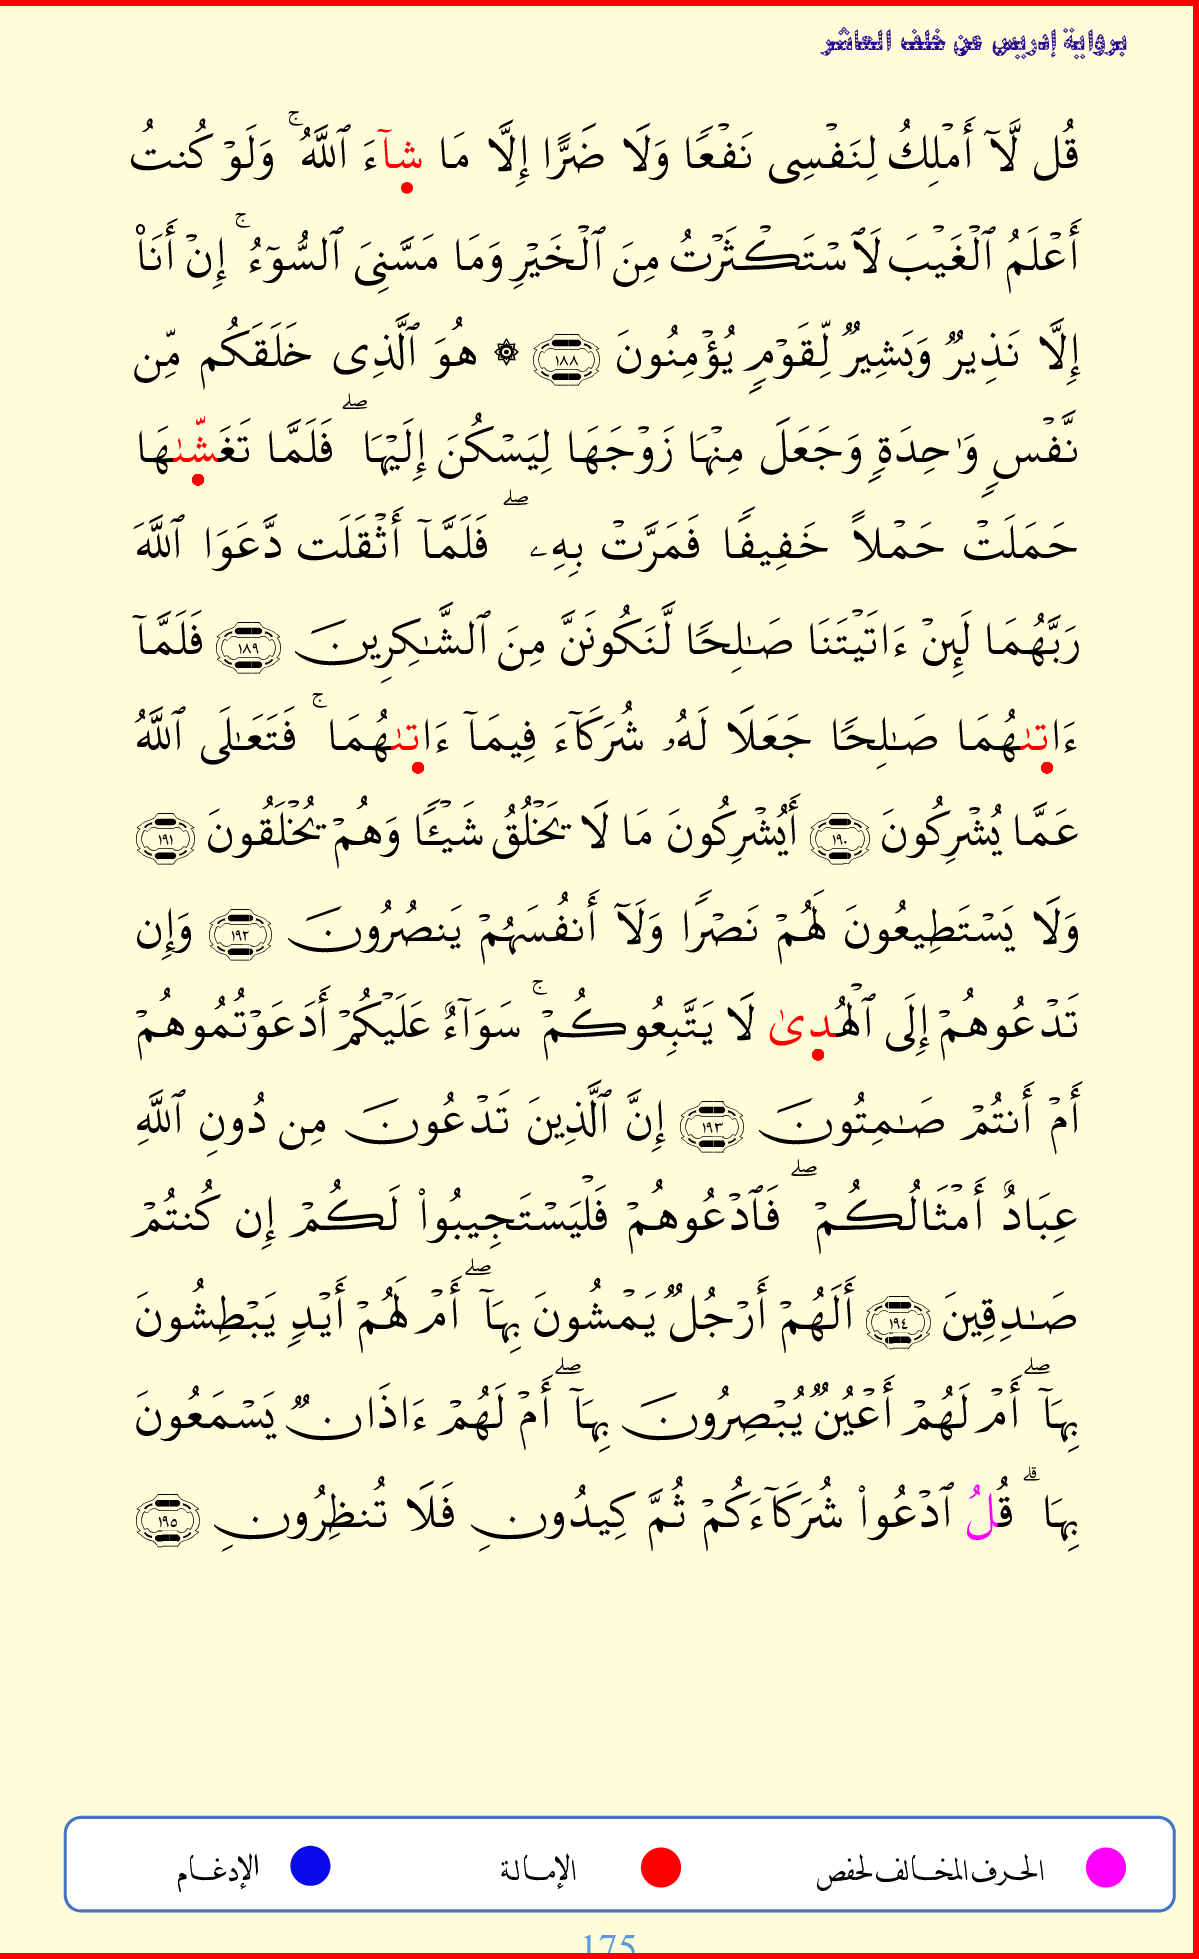 برواية إدريس عن خلف العاشر
قُل لَّآ أَمْلِكُ لِنَفْسِى نَفْعًا وَلَا ضَرًّا إِلَّا مَا شَآءَ ٱللَّهُ ۚ وَلَوْ كُنتُ
أَعْلَمُ ٱلْغَيْبَ لَٱسْتَكْثَرْتُ مِنَ ٱلْخَيْرِ وَمَا مَسَّنِىَ ٱلسُّوٓءُ ۚ إِنْ أَنَا۠
إِلَّا نَذِيرٌ وَبَشِيرٌ لِّقَوْمٍ يُؤْمِنُونَ ١٨٨ ۞ هُوَ ٱلَّذِى خَلَقَكُم مِّن
نَّفْسٍ وَٰحِدَةٍ وَجَعَلَ مِنْهَا زَوْجَهَا لِيَسْكُنَ إِلَيْهَا ۖ فَلَمَّا تَغَشّىٰهَا
حَمَلَتْ حَمْلًا خَفِيفًا فَمَرَّتْ بِهِۦ ۖ فَلَمَّآ أَثْقَلَت دَّعَوَا ٱللَّهَ
رَبَّهُمَا لَئِنْ ءَاتَيْتَنَا صَـٰلِحًا لَّنَكُونَنَّ مِنَ ٱلشَّـٰكِرِينَ ١٨٩ فَلَمَّآ
ءَاتىٰهُمَا صَـٰلِحًا جَعَلَا لَهُۥ شُرَكَآءَ فِيمَآ ءَاتىٰهُمَا ۚ فَتَعَـٰلَى ٱللَّهُ
عَمَّا يُشْرِكُونَ ١٩٠ أَيُشْرِكُونَ مَا لَا يَخْلُقُ شَيْـًٔا وَهُمْ يُخْلَقُونَ ١٩١
وَلَا يَسْتَطِيعُونَ لَهُمْ نَصْرًا وَلَآ أَنفُسَهُمْ يَنصُرُونَ ١٩٢ وَإِن
تَدْعُوهُمْ إِلَى ٱلْهُدىٰ لَا يَتَّبِعُوكُمْ ۚ سَوَآءٌ عَلَيْكُمْ أَدَعَوْتُمُوهُمْ
أَمْ أَنتُمْ صَـٰمِتُونَ ١٩٣ إِنَّ ٱلَّذِينَ تَدْعُونَ مِن دُونِ ٱللَّهِ
عِبَادٌ أَمْثَالُكُمْ ۖ فَٱدْعُوهُمْ فَلْيَسْتَجِيبُوا۟ لَكُمْ إِن كُنتُمْ
صَـٰدِقِينَ ١٩٤ أَلَهُمْ أَرْجُلٌ يَمْشُونَ بِهَآ ۖ أَمْ لَهُمْ أَيْدٍ يَبْطِشُونَ
بِهَآ ۖ أَمْ لَهُمْ أَعْيُنٌ يُبْصِرُونَ بِهَآ ۖ أَمْ لَهُمْ ءَاذَانٌ يَسْمَعُونَ
بِهَا ۗ قُلُ ٱدْعُوا۟ شُرَكَآءَكُمْ ثُمَّ كِيدُونِ فَلَا تُنظِرُونِ ١٩٥
الحرف المخالف لحفص الإمالة الإدغام
175